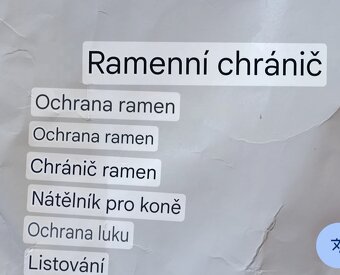 Ramenní chránič
Ochrana ramen
Ochrana ramen
Chránič ramen
Nátělník pro koně
Ochrana luku
Listování